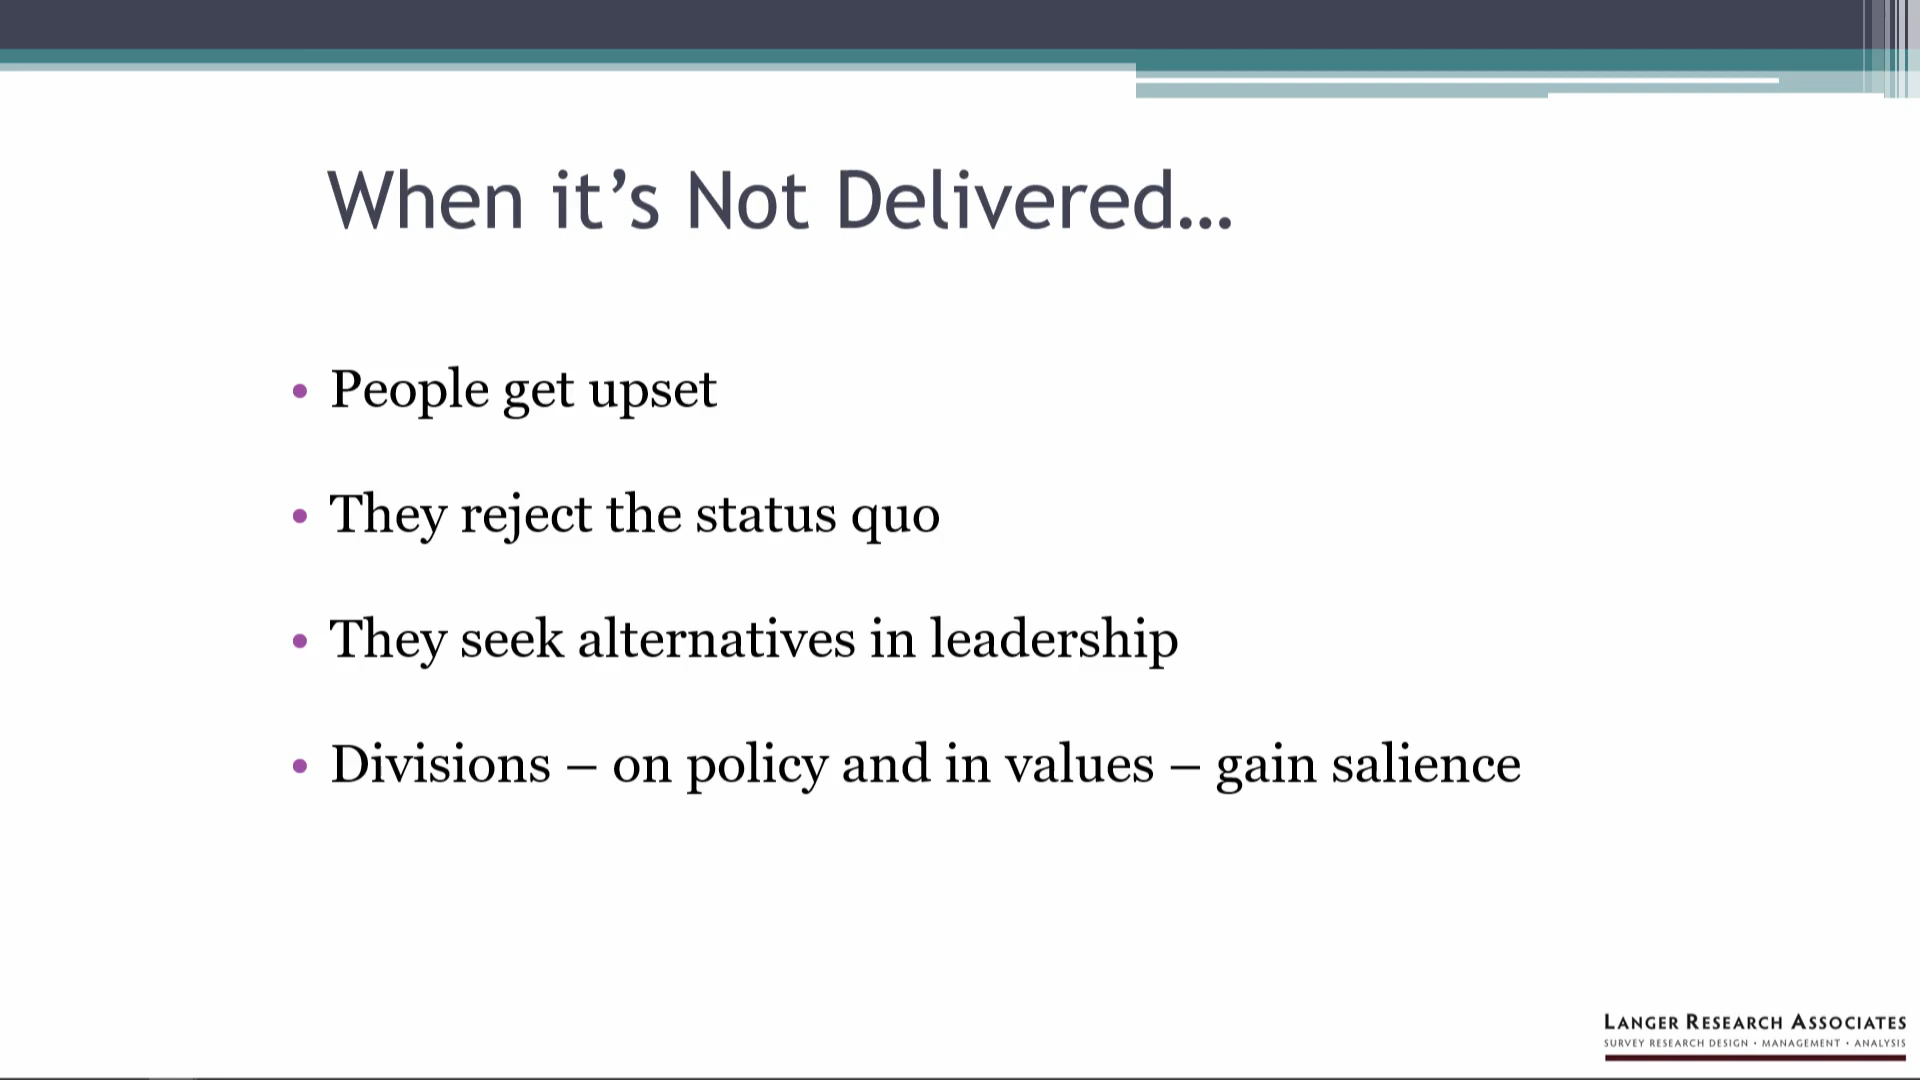 When it’s Not Delivered…
• People get upset
• They reject the status quo
• They seek alternatives in leadership
• Divisions – on policy and in values – gain salience
LANGER RESEARCH ASSOCIATES
SURVEY RESEARCH DESIGN • MANAGEMENT • ANALYSIS